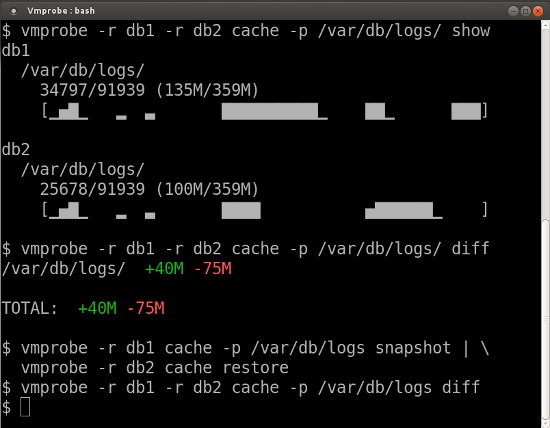 Vmprobe : bash
$ vmprobe -r db1 -r db2 cache -p /var/db/logs/ show
db1
/var/db/logs/
34797/91939 (135M/359M)
[▁▄█▁   ▂  ▂       ██████████▁    ██▁      ███]
db2
/var/db/logs/
25678/91939 (100M/359M)
[▁▄█▁   ▂  ▂       ████           ▄██████▁    ]
$ vmprobe -r db1 -r db2 cache -p /var/db/logs/ diff
/var/db/logs/  +40M -75M
TOTAL:  +40M -75M
$ vmprobe -r db1 cache -p /var/db/logs snapshot | \
vmprobe -r db2 cache restore
$ vmprobe -r db1 -r db2 cache -p /var/db/logs diff
$